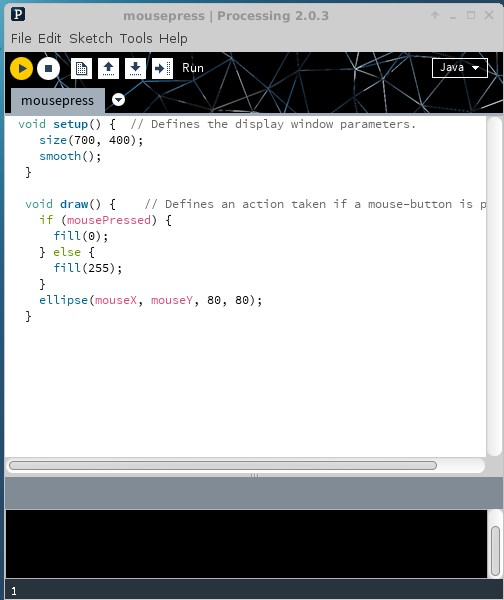 P mousepress | Processing 2.0.3
File Edit Sketch Tools Help
Run Java
mousepress
void setup() {  // Defines the display window parameters.
   size(700, 400);
   smooth();
 }
 void draw() {    // Defines an action taken if a mouse-button is p
   if (mousePressed) {
     fill(0);
   } else {
     fill(255);
   }
   ellipse(mouseX, mouseY, 80, 80);
 }
1